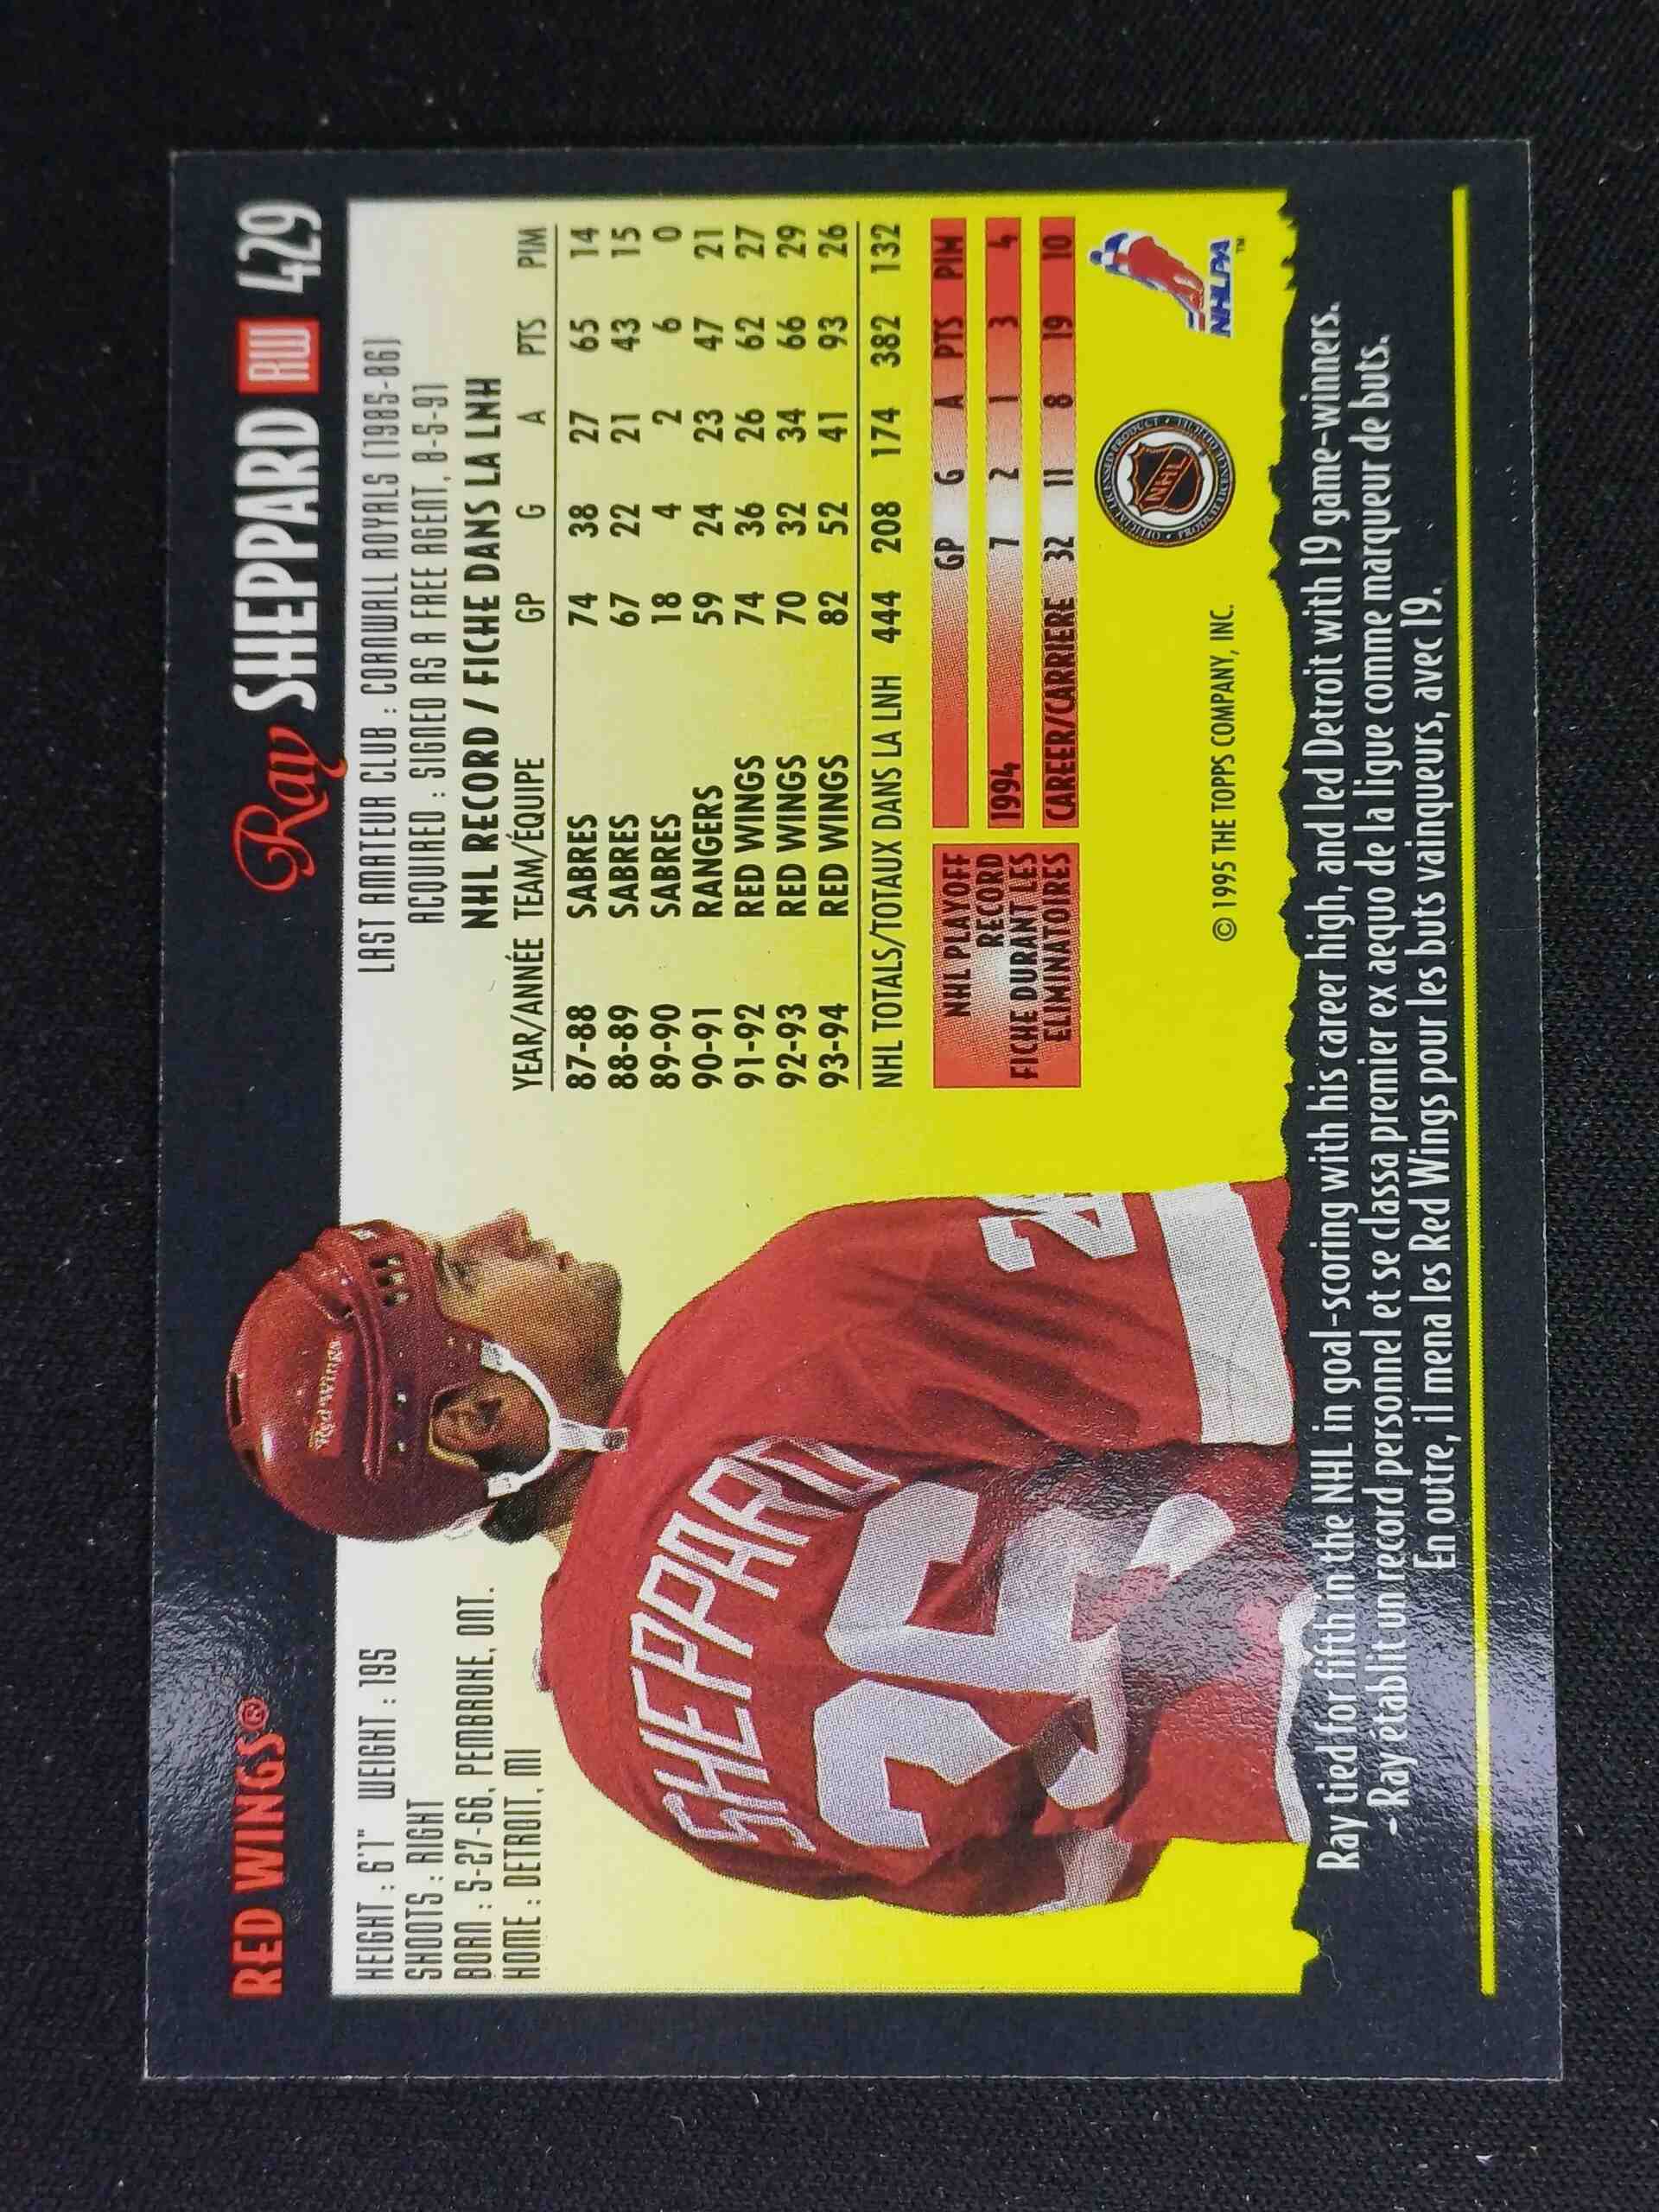 RED WINGS®
Ray SHEPPARD RW 429
HEIGHT : 6'1" WEIGHT : 195
SHOOTS : RIGHT
BORN : 5-27-66, PEMBROKE, ONT.
HOME : DETROIT, MI
LAST AMATEUR CLUB : CORNWALL ROYALS (1985-86)
ACQUIRED : SIGNED AS A FREE AGENT, 8-5-91
NHL RECORD / FICHE DANS LA LNH
YEAR/ANNÉE TEAM/ÉQUIPE GP G A PTS PIM
87-88 SABRES 74 38 27 65 14
88-89 SABRES 67 22 21 43 15
89-90 SABRES 18 4 2 6 0
90-91 RANGERS 59 24 23 47 21
91-92 RED WINGS 74 36 26 62 27
92-93 RED WINGS 70 32 34 66 29
93-94 RED WINGS 82 52 41 93 26
NHL TOTALS/TOTAUX DANS LA LNH 444 208 174 382 132
NHL PLAYOFF
RECORD
FICHE DURANT LES
ELIMINATOIRES
GP G A PTS PIM
1994 7 2 1 3 4
CAREER/CARRIERE 32 11 8 19 10
Red Wings
SHEPPARD
26
© 1995 THE TOPPS COMPANY, INC.
OFFICIAL LICENSED PRODUCT
NHL
NHLPA™
Ray tied for fifth in the NHL in goal-scoring with his career high, and led Detroit with 19 game-winners.
- Ray établit un record personnel et se classa premier ex aequo de la ligue comme marqueur de buts.
En outre, il mena les Red Wings pour les buts vainqueurs, avec 19.